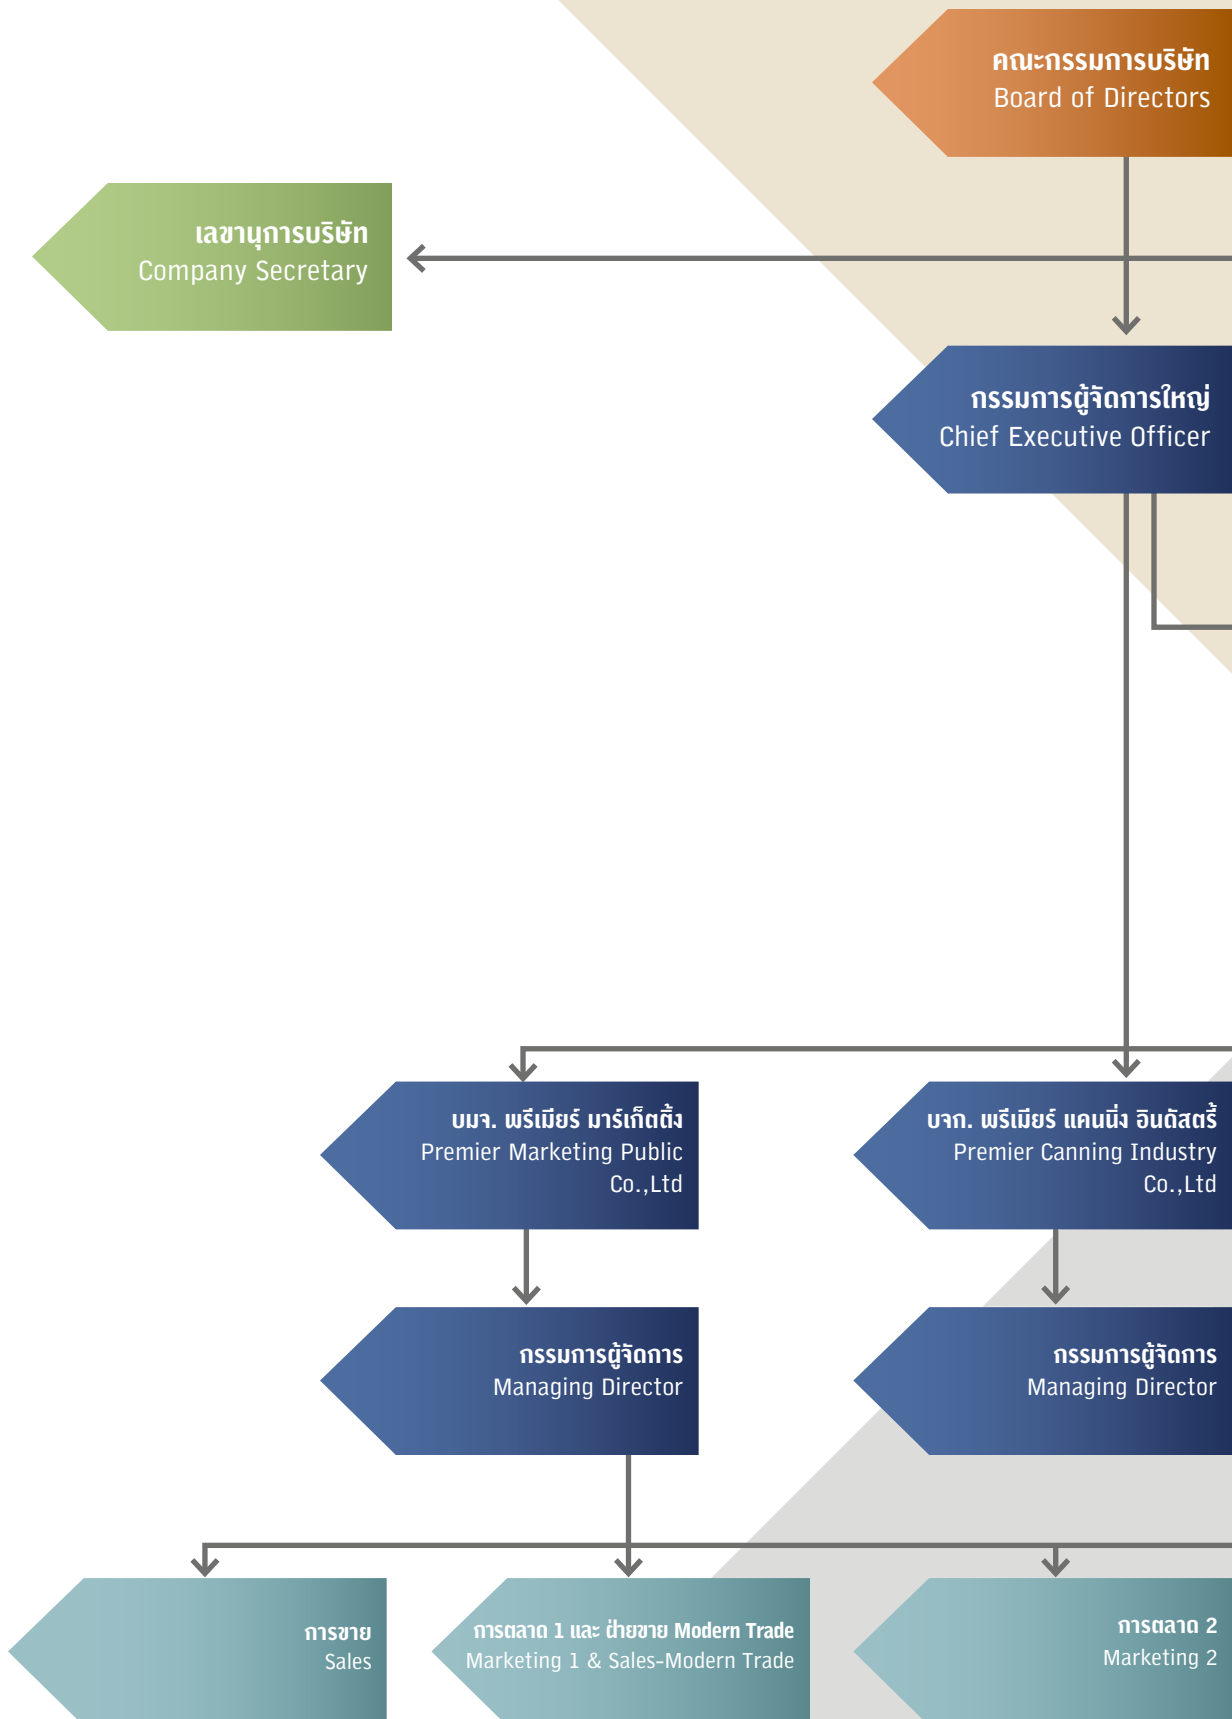 คณะกรรมการบริษัท
Board of Directors
เลขานุการบริษัท
Company Secretary
กรรมการผู้จัดการใหญ่
Chief Executive Officer
บมจ. พรีเมียร์ มาร์เก็ตติ้ง
Premier Marketing Public
Co.,Ltd
บจก. พรีเมียร์ แคนนิ่ง อินดัสตรี้
Premier Canning Industry
Co.,Ltd
กรรมการผู้จัดการ
Managing Director
กรรมการผู้จัดการ
Managing Director
การขาย
Sales
การตลาด 1 และ ฝ่ายขาย Modern Trade
Marketing 1 & Sales-Modern Trade
การตลาด 2
Marketing 2